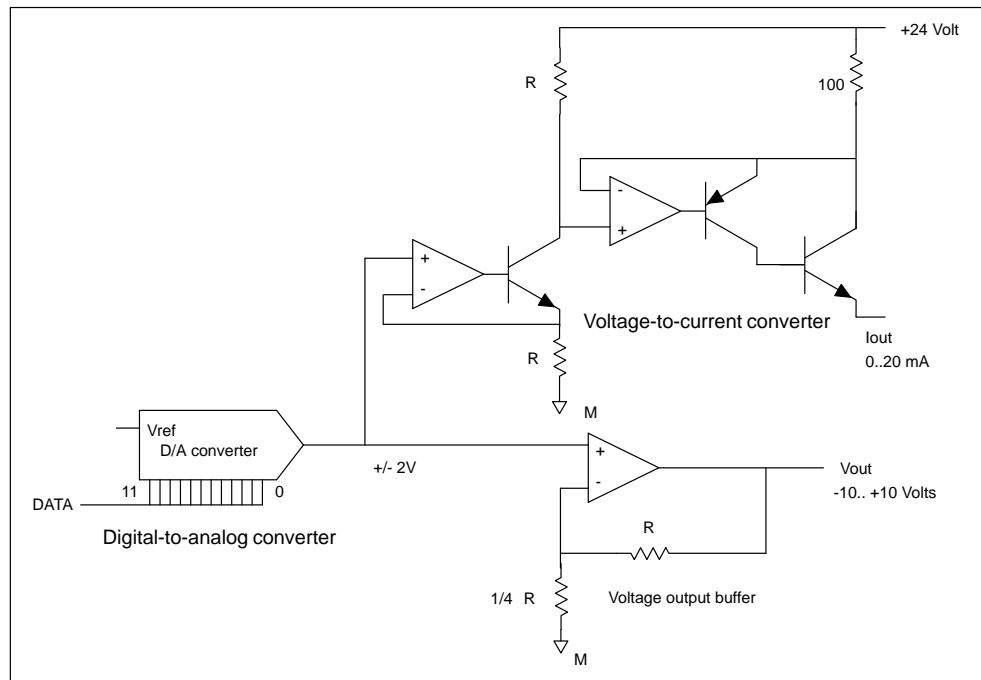 +24 Volt
R
100
-
+
+
-
Voltage-to-current converter
Iout
0..20 mA
R
M
Vref
D/A converter
+/- 2V
+
-
Vout
-10.. +10 Volts
11
0
DATA
Digital-to-analog converter
R
1/4 R
Voltage output buffer
M